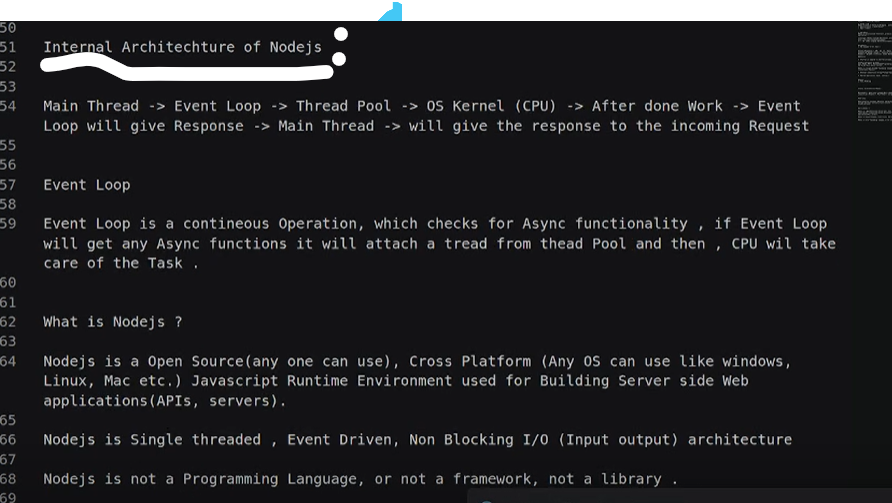 50
51 Internal Architechture of Nodejs
52
53
54 Main Thread -> Event Loop -> Thread Pool -> OS Kernel (CPU) -> After done Work -> Event
Loop will give Response -> Main Thread -> will give the response to the incoming Request
55
56
57 Event Loop
58
59 Event Loop is a contineous Operation, which checks for Async functionality , if Event Loop
will get any Async functions it will attach a tread from thead Pool and then , CPU wil take
care of the Task .
60
61
62 What is Nodejs ?
63
64 Nodejs is a Open Source(any one can use), Cross Platform (Any OS can use like windows,
Linux, Mac etc.) Javascript Runtime Environment used for Building Server side Web
applications(APIs, servers).
65
66 Nodejs is Single threaded , Event Driven, Non Blocking I/O (Input output) architecture
67
68 Nodejs is not a Programming Language, or not a framework, not a library .
69